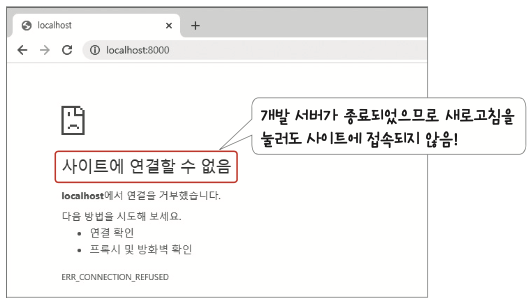 localhost
localhost:8000
개발 서버가 종료되었으므로 새로고침을
눌러도 사이트에 접속되지 않음!
사이트에 연결할 수 없음
localhost에서 연결을 거부했습니다.
다음 방법을 시도해 보세요.
• 연결 확인
• 프록시 및 방화벽 확인
ERR_CONNECTION_REFUSED